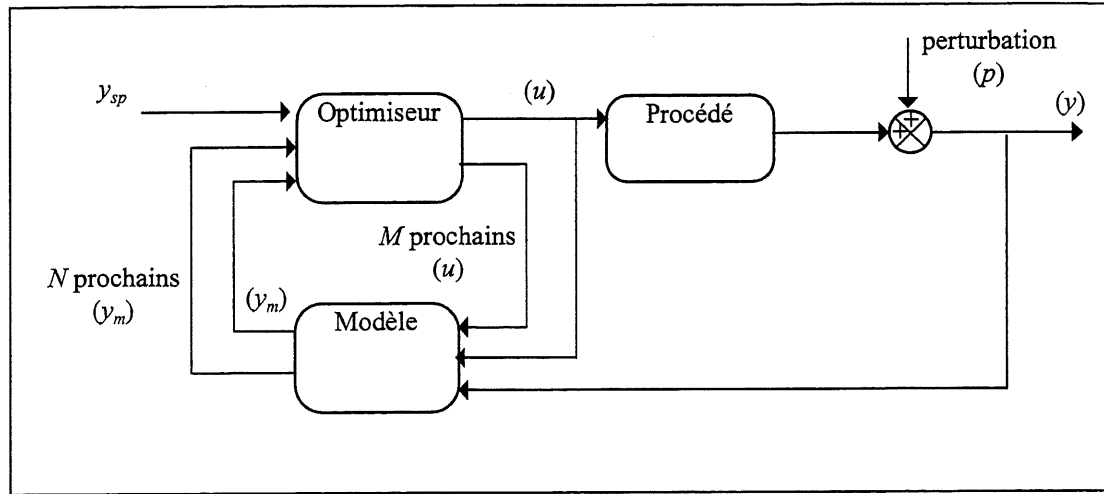 perturbation
(p)
y_sp
Optimiseur
(u)
Procédé
(y)
+
+
M prochains
(u)
N prochains
(y_m)
(y_m)
Modèle